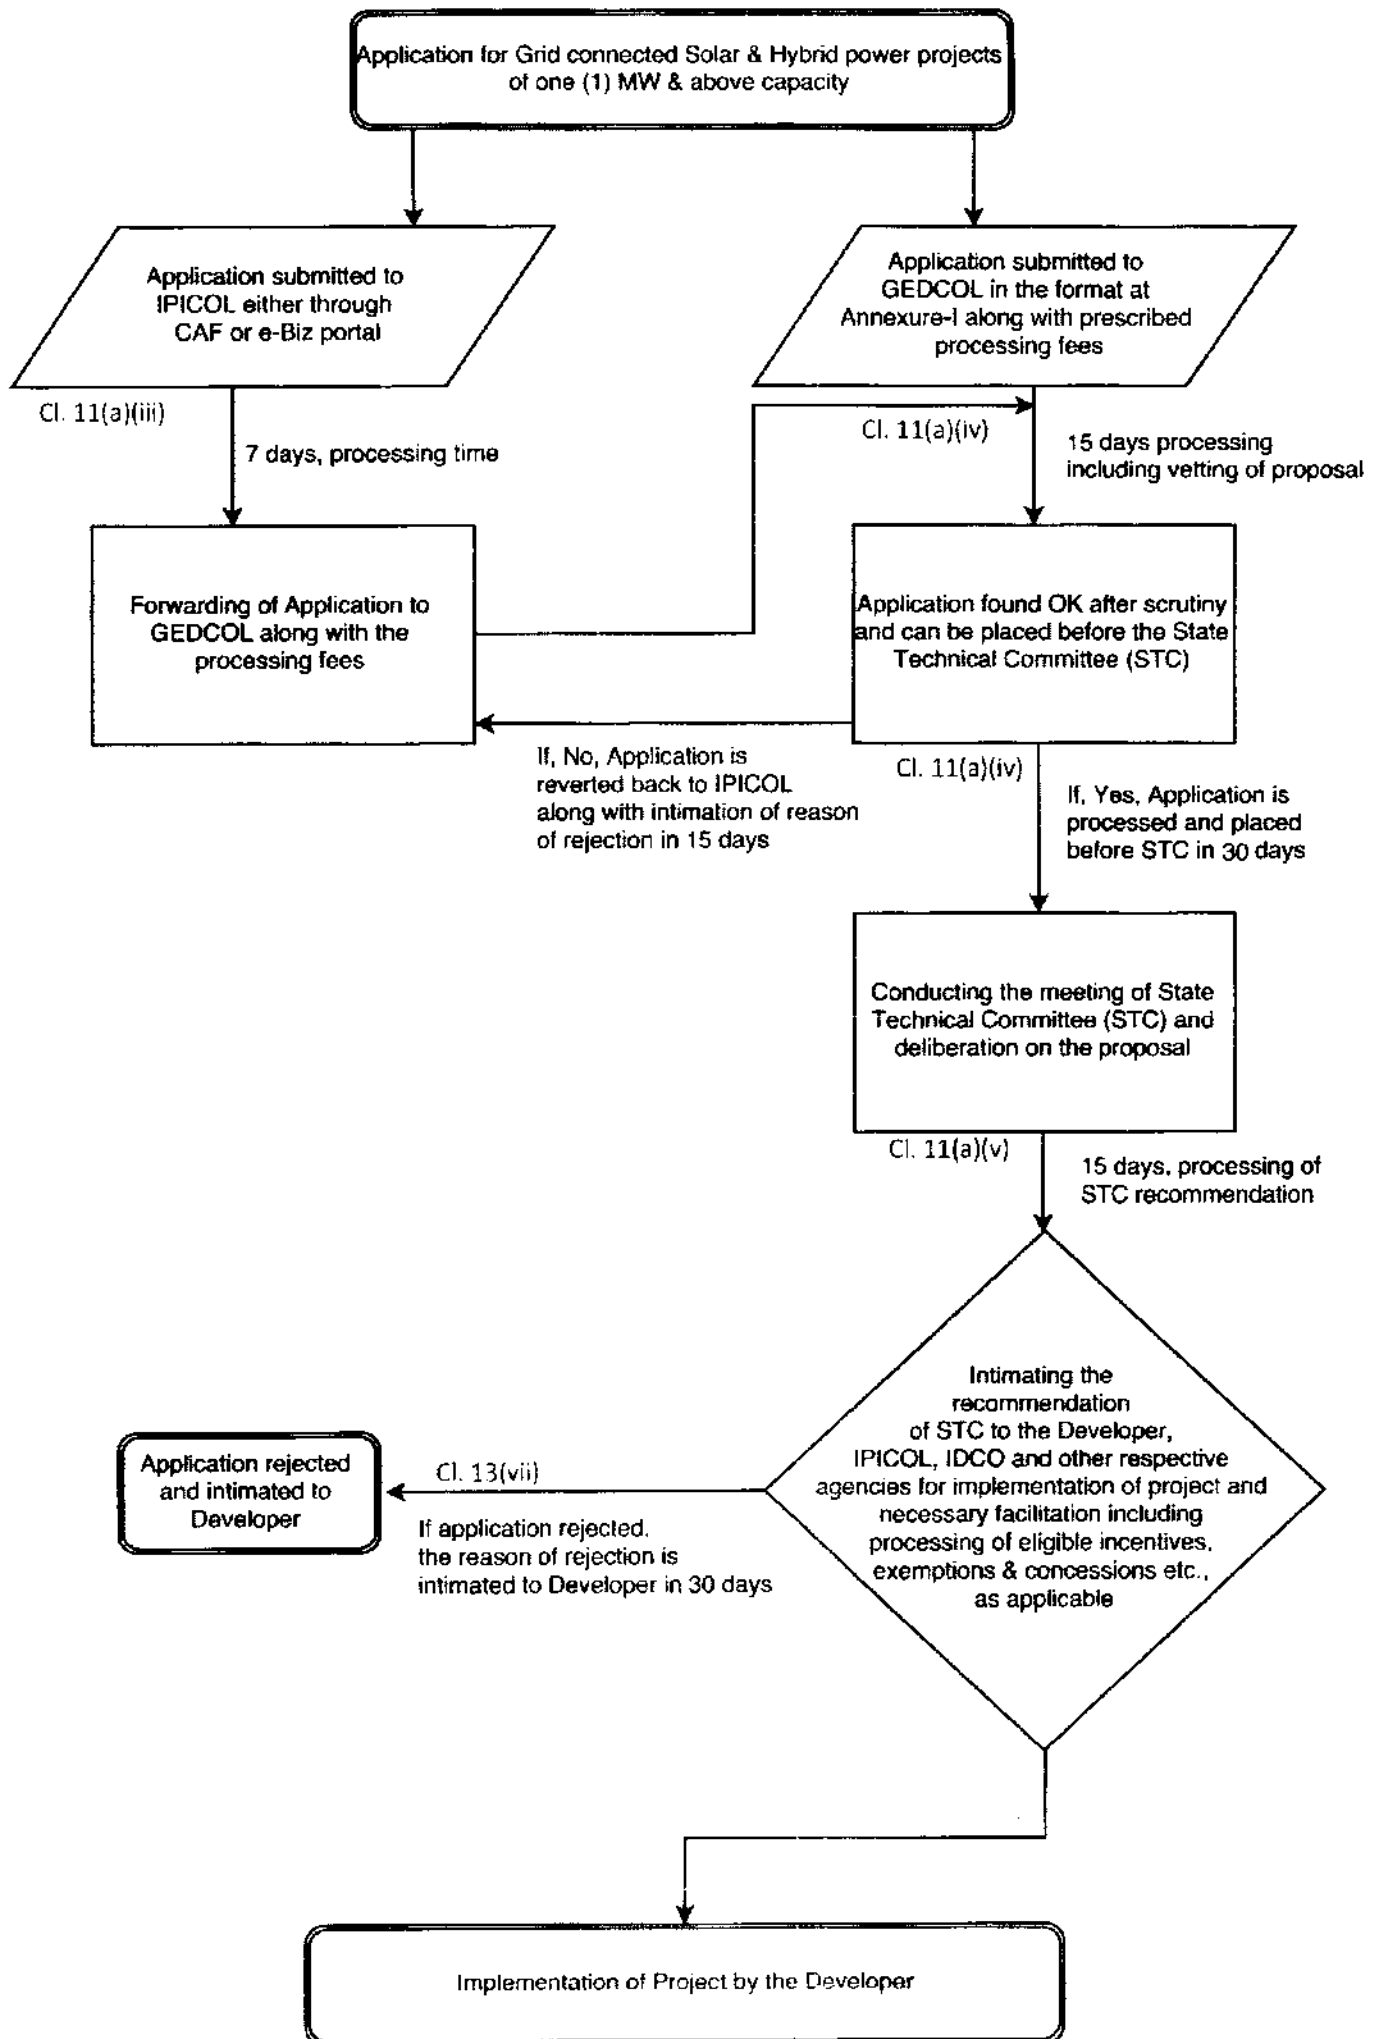 Application for Grid connected Solar & Hybrid power projects
of one (1) MW & above capacity
Application submitted to
IPICOL either through
CAF or e-Biz portal
Application submitted to
GEDCOL in the format at
Annexure-I along with prescribed
processing fees
Cl. 11(a)(iii)
7 days, processing time
Cl. 11(a)(iv)
15 days processing
including vetting of proposal
Forwarding of Application to
GEDCOL along with the
processing fees
Application found OK after scrutiny
and can be placed before the State
Technical Committee (STC)
If, No, Application is
reverted back to IPICOL
along with intimation of reason
of rejection in 15 days
Cl. 11(a)(iv)
If, Yes, Application is
processed and placed
before STC in 30 days
Conducting the meeting of State
Technical Committee (STC) and
deliberation on the proposal
Cl. 11(a)(v)
15 days, processing of
STC recommendation
Intimating the
recommendation
of STC to the Developer,
IPICOL, IDCO and other respective
agencies for implementation of project and
necessary facilitation including
processing of eligible incentives,
exemptions & concessions etc.,
as applicable
Application rejected
and intimated to
Developer
Cl. 13(vii)
If application rejected,
the reason of rejection is
intimated to Developer in 30 days
Implementation of Project by the Developer